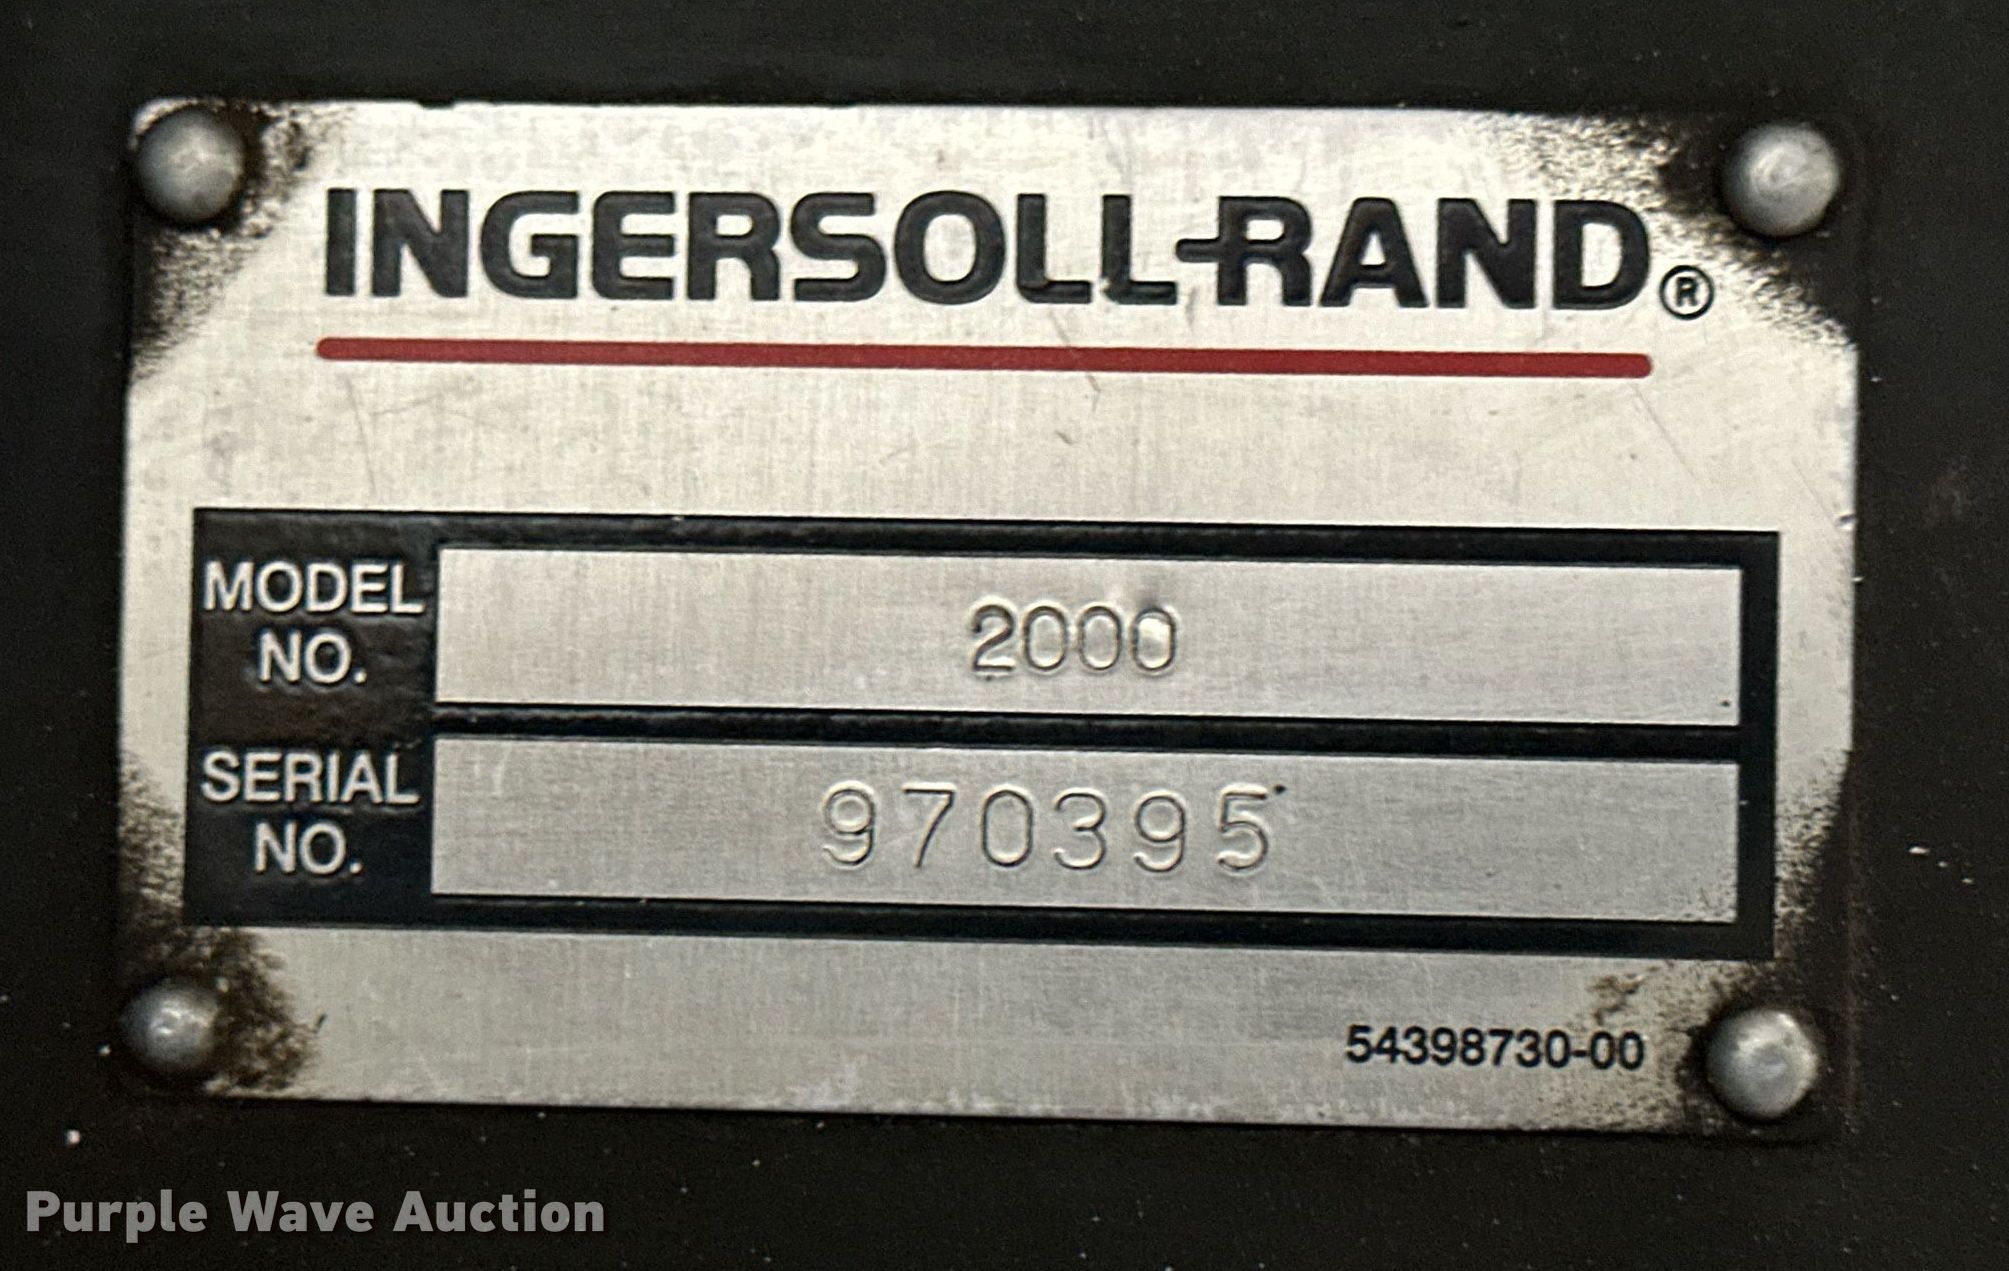 INGERSOLL-RAND®
MODEL NO. 2000
SERIAL NO. 970395
54398730-00
Purple Wave Auction